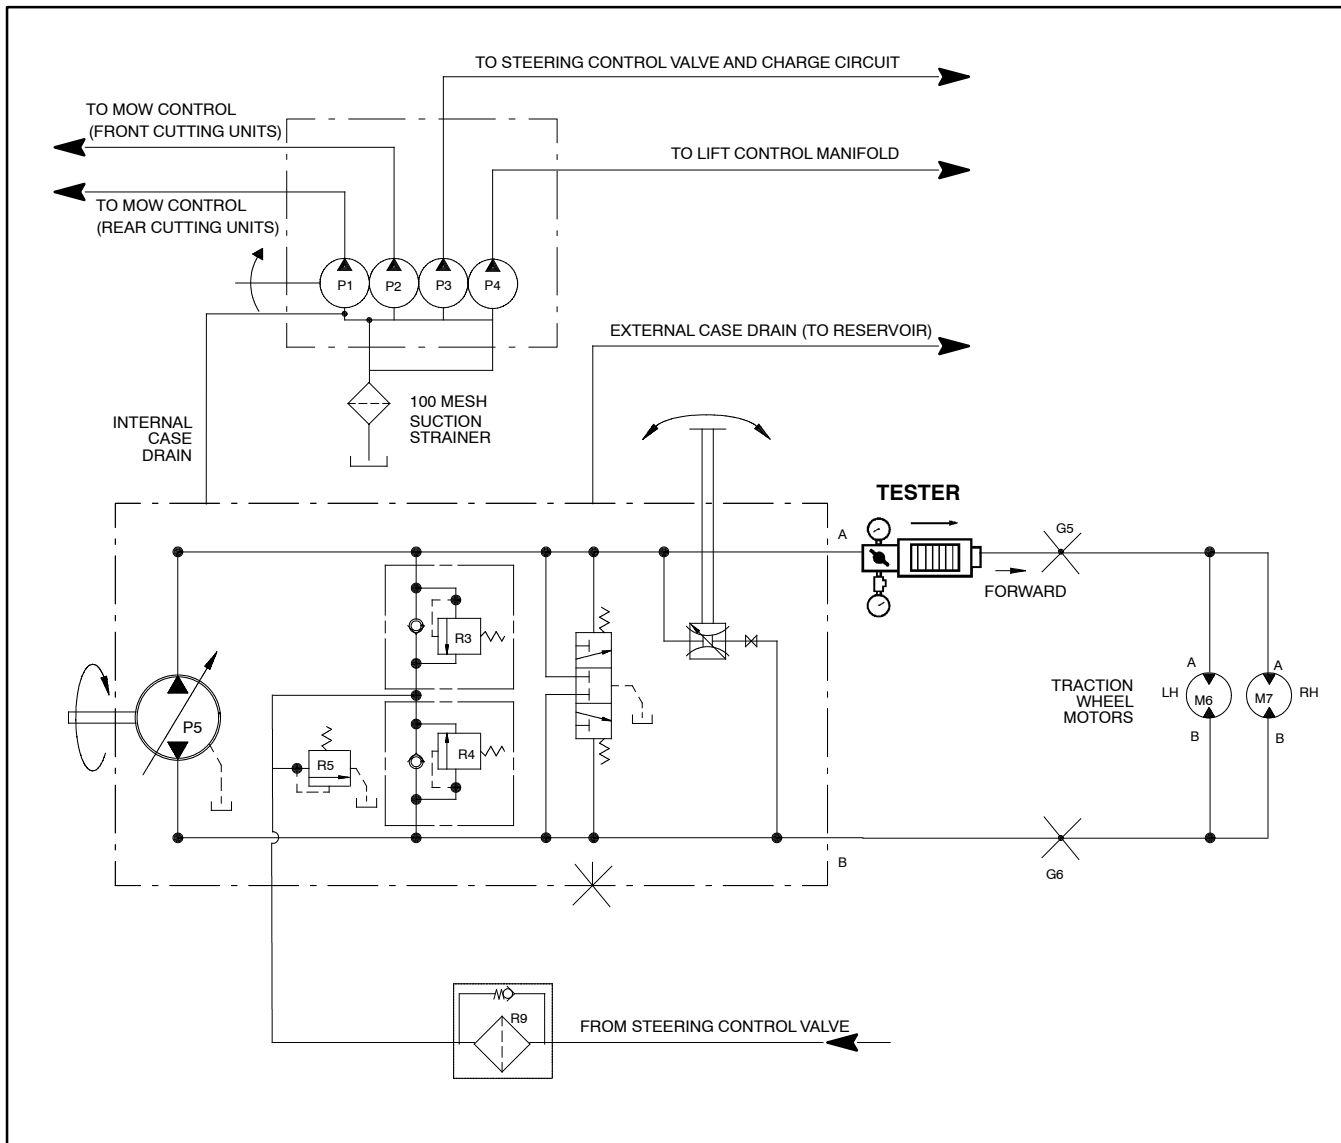 TO STEERING CONTROL VALVE AND CHARGE CIRCUIT
TO MOW CONTROL
(FRONT CUTTING UNITS)
TO LIFT CONTROL MANIFOLD
TO MOW CONTROL
(REAR CUTTING UNITS)
P1
P2
P3
P4
EXTERNAL CASE DRAIN (TO RESERVOIR)
100 MESH
SUCTION
STRAINER
INTERNAL
CASE
DRAIN
TESTER
A
G5
FORWARD
R3
TRACTION
WHEEL
MOTORS
LH
A
M6
B
A
M7
B
RH
P5
R5
R4
B
G6
R9
FROM STEERING CONTROL VALVE